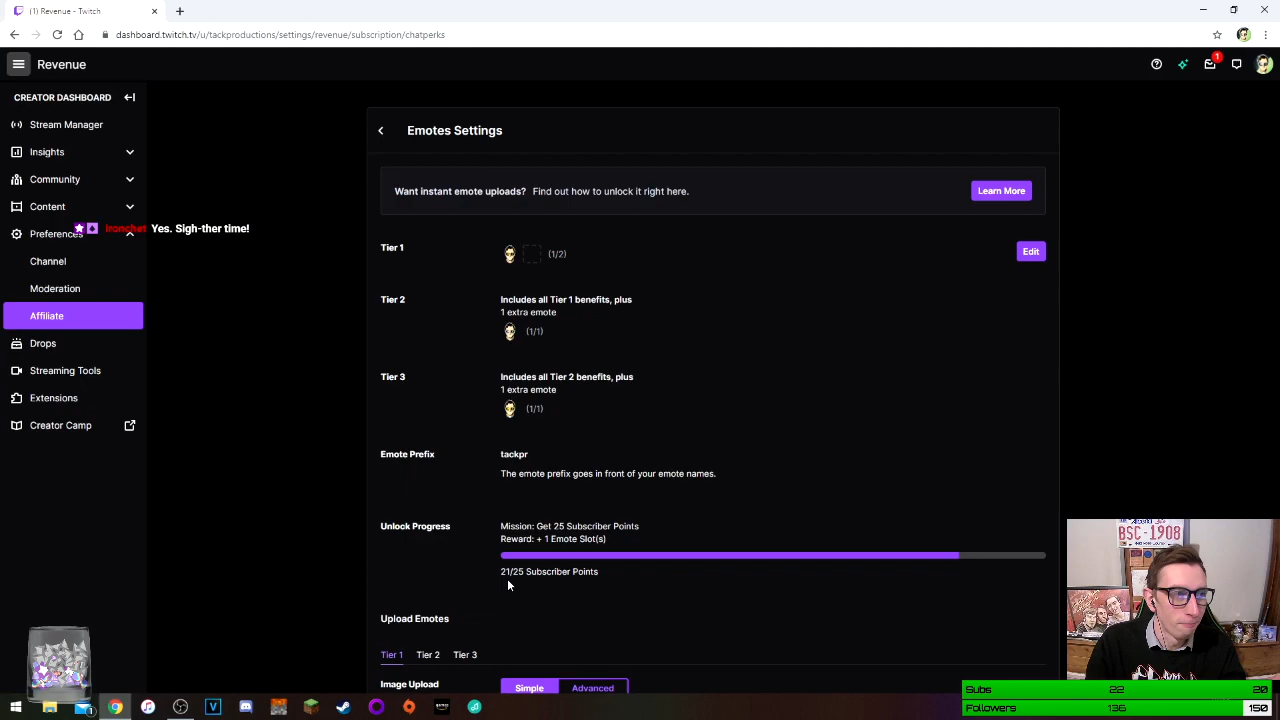 (1) Revenue - Twitch
dashboard.twitch.tv/u/tackproductions/settings/revenue/subscription/chatperks
Revenue
1
CREATOR DASHBOARD
Stream Manager
Insights
Community
Content
Preferences
ironchat Yes. Sigh-ther time!
Channel
Moderation
Affiliate
Drops
Streaming Tools
Extensions
Creator Camp
Emotes Settings
Want instant emote uploads? Find out how to unlock it right here.
Learn More
Tier 1
(1/2)
Edit
Tier 2
Includes all Tier 1 benefits, plus
1 extra emote
(1/1)
Tier 3
Includes all Tier 2 benefits, plus
1 extra emote
(1/1)
Emote Prefix
tackpr
The emote prefix goes in front of your emote names.
Unlock Progress
Mission: Get 25 Subscriber Points
Reward: + 1 Emote Slot(s)
21/25 Subscriber Points
Upload Emotes
Tier 1 Tier 2 Tier 3
Image Upload
Simple Advanced
BSC-1908
Subs 22 20
Followers 136 150